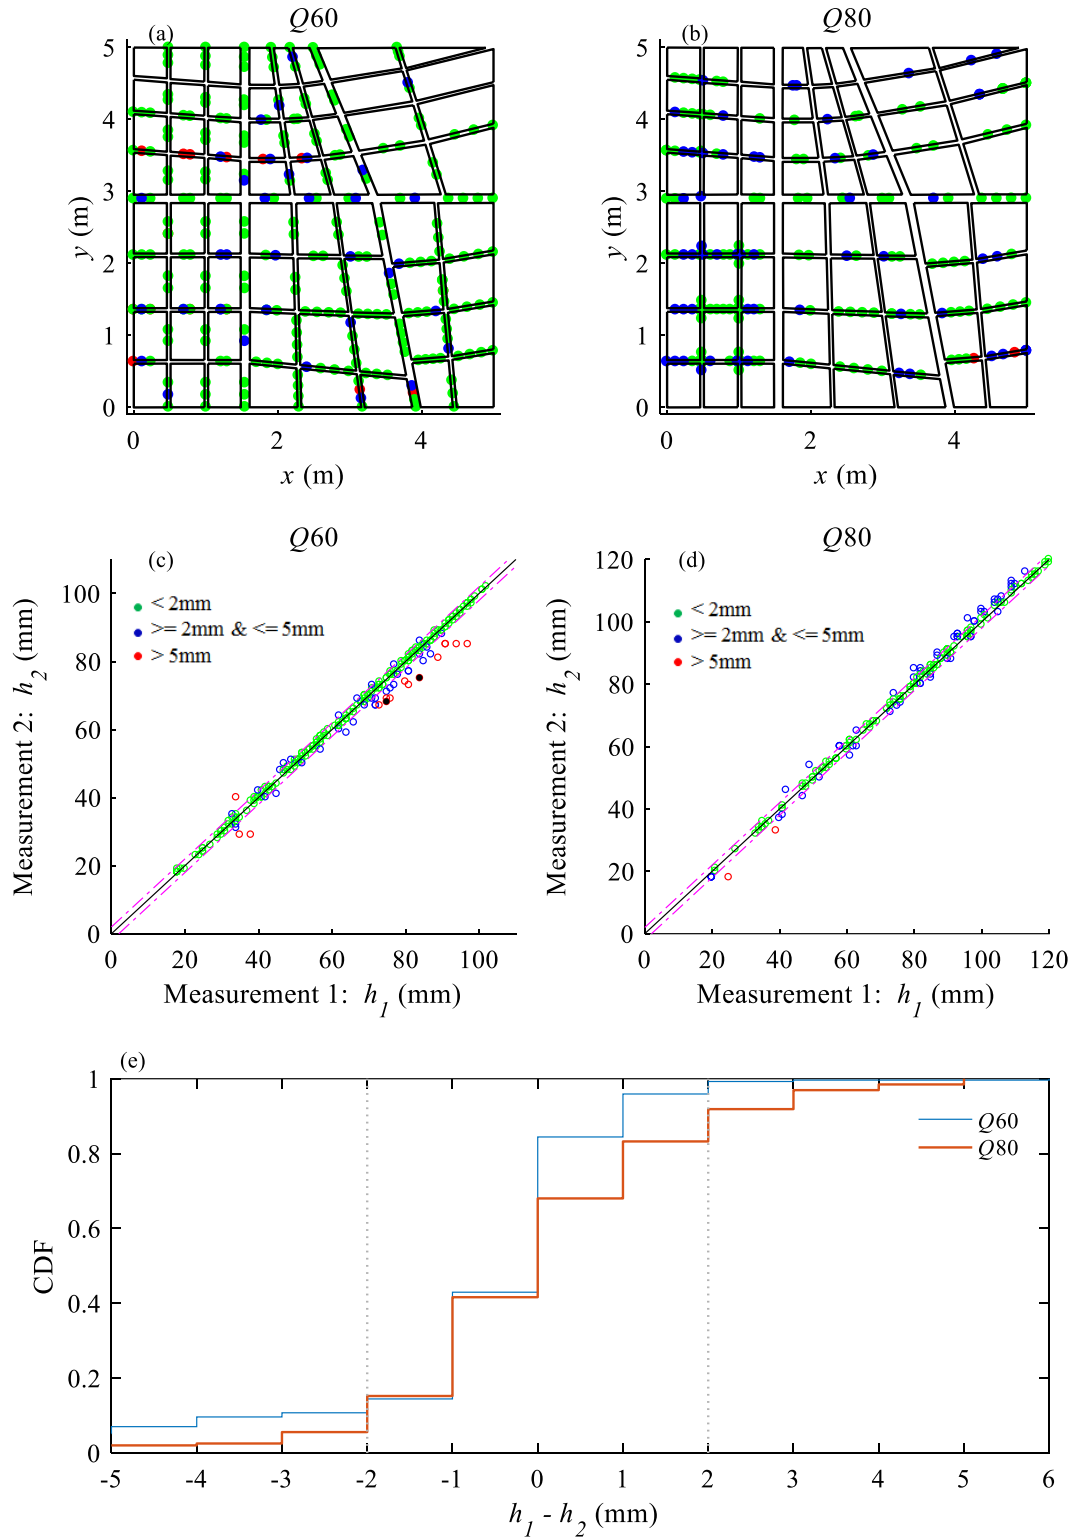 Q60
Q80
(a)
(b)
5
4
3
2
1
0
y (m)
0 2 4
x (m)
5
4
3
2
1
0
y (m)
0 2 4
x (m)
Q60
Q80
(c)
< 2mm
>= 2mm & <= 5mm
> 5mm
100
80
60
40
20
0
Measurement 2: h2 (mm)
0 20 40 60 80 100
Measurement 1: h1 (mm)
(d)
< 2mm
>= 2mm & <= 5mm
> 5mm
120
100
80
60
40
20
0
Measurement 2: h2 (mm)
0 20 40 60 80 100 120
Measurement 1: h1 (mm)
(e)
1
0.8
0.6
0.4
0.2
0
CDF
Q60
Q80
-5 -4 -3 -2 -1 0 1 2 3 4 5 6
h1 - h2 (mm)